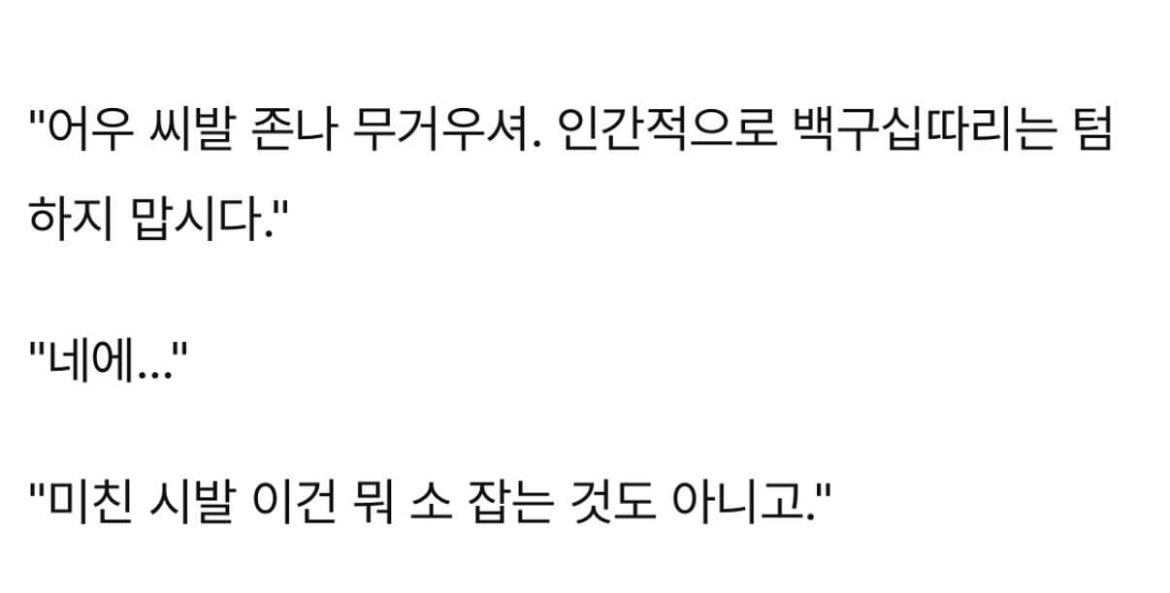 "어우 씨발 존나 무거우셔. 인간적으로 백구십따리는 텀
하지 맙시다."
"네에..."
"미친 시발 이건 뭐 소 잡는 것도 아니고."